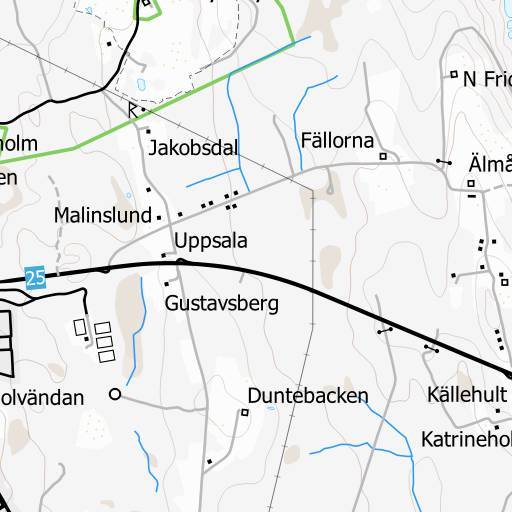 N Fric
holm
Jakobsdal
Fällorna
Älmå
en
Malinslund
Uppsala
25
Gustavsberg
olvändan
Duntebacken
Källehult
Katrinehol